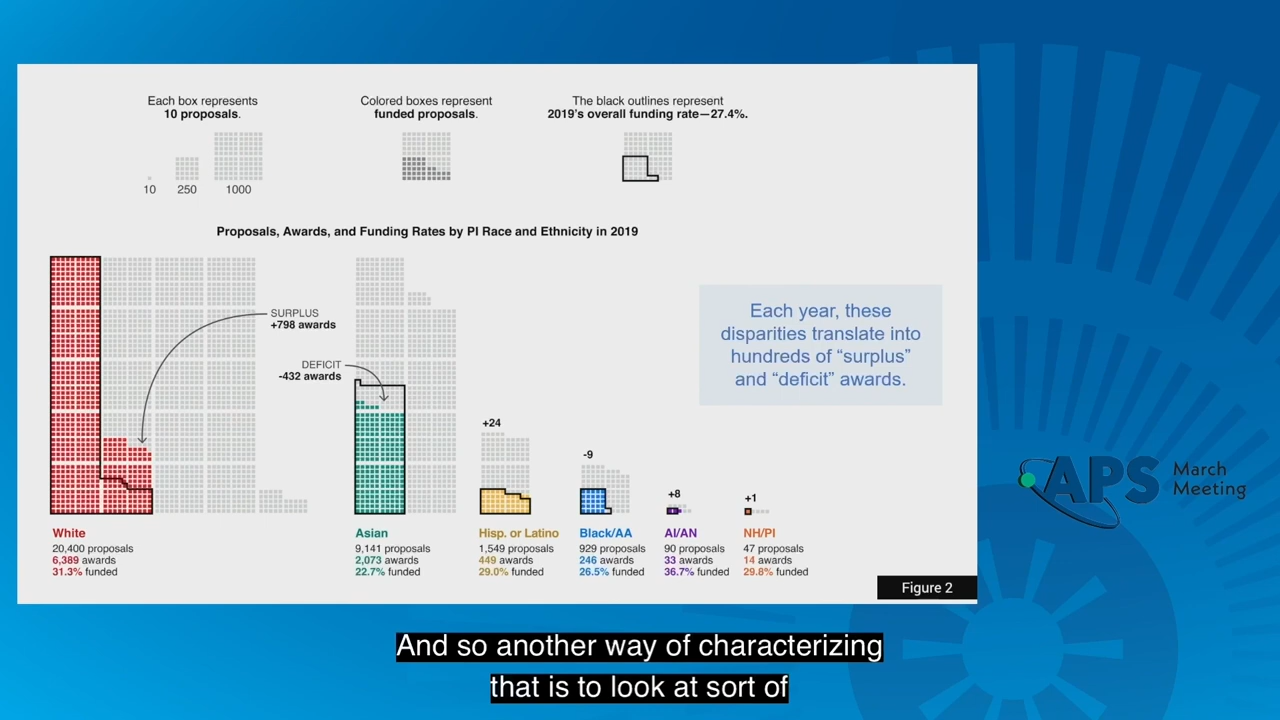 Each box represents
10 proposals.
10
250
1000
Colored boxes represent
funded proposals.
The black outlines represent
2019's overall funding rate—27.4%.
Proposals, Awards, and Funding Rates by PI Race and Ethnicity in 2019
SURPLUS
+798 awards
DEFICIT
-432 awards
Each year, these
disparities translate into
hundreds of “surplus”
and “deficit” awards.
+24
-9
+8
+1
White
20,400 proposals
6,389 awards
31.3% funded
Asian
9,141 proposals
2,073 awards
22.7% funded
Hisp. or Latino
1,549 proposals
449 awards
29.0% funded
Black/AA
929 proposals
246 awards
26.5% funded
AI/AN
90 proposals
33 awards
36.7% funded
NH/PI
47 proposals
14 awards
29.8% funded
Figure 2
APS
March
Meeting
And so another way of characterizing
that is to look at sort of